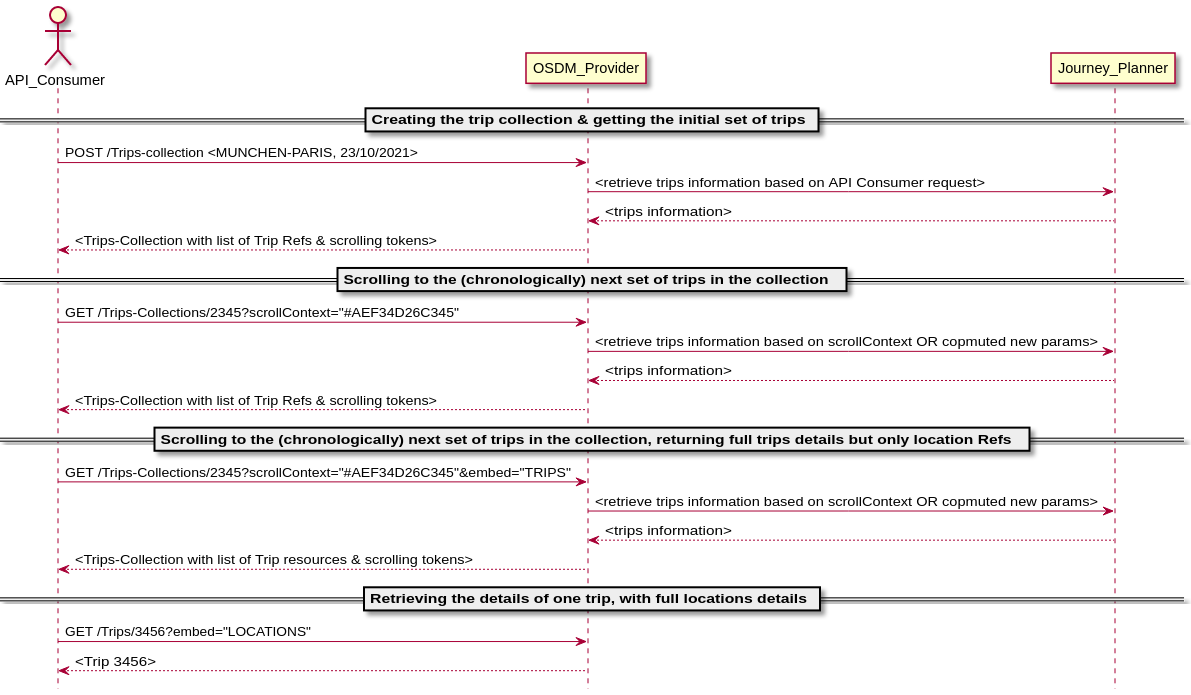 API_Consumer
OSDM_Provider
Journey_Planner
Creating the trip collection & getting the initial set of trips
POST /Trips-collection <MUNCHEN-PARIS, 23/10/2021>
<retrieve trips information based on API Consumer request>
<trips information>
<Trips-Collection with list of Trip Refs & scrolling tokens>
Scrolling to the (chronologically) next set of trips in the collection
GET /Trips-Collections/2345?scrollContext="#AEF34D26C345"
<retrieve trips information based on scrollContext OR copmuted new params>
<trips information>
<Trips-Collection with list of Trip Refs & scrolling tokens>
Scrolling to the (chronologically) next set of trips in the collection, returning full trips details but only location Refs
GET /Trips-Collections/2345?scrollContext="#AEF34D26C345"&embed="TRIPS"
<retrieve trips information based on scrollContext OR copmuted new params>
<trips information>
<Trips-Collection with list of Trip resources & scrolling tokens>
Retrieving the details of one trip, with full locations details
GET /Trips/3456?embed="LOCATIONS"
<Trip 3456>